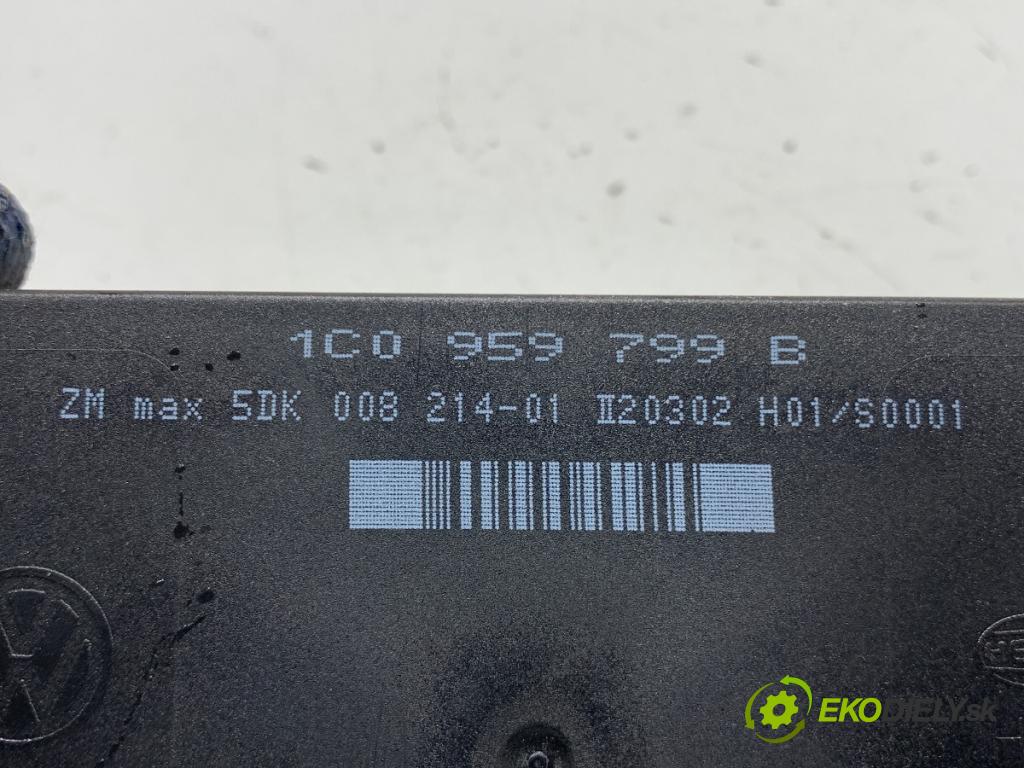 1C0 959 799 B
ZM max 5DK 008 214-01 II20302 H01/S0001
EKODIELY.sk